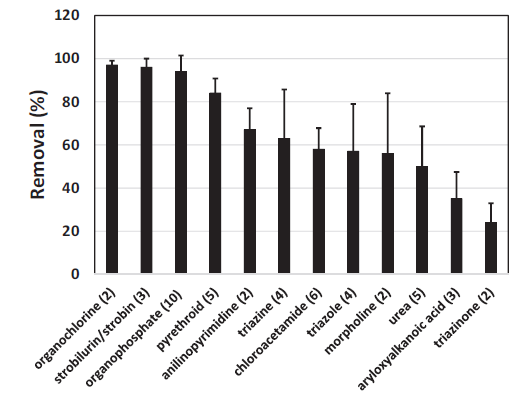 120
100
80
60
40
20
0
Removal (%)
organochlorine (2)
strobilurin/strobin (3)
organophosphate (10)
pyrethroid (5)
anilinopyrimidine (2)
triazine (4)
chloroacetamide (6)
triazole (4)
morpholine (2)
urea (5)
aryloxyalkanoic acid (3)
triazinone (2)